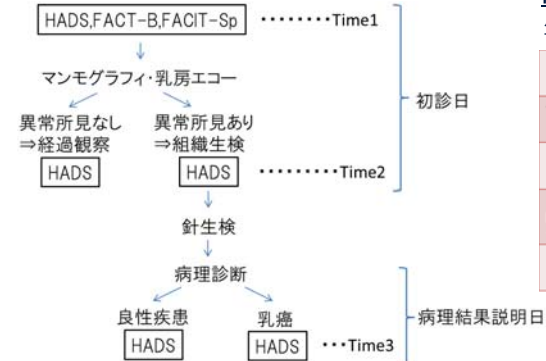 HADS,FACT-B,FACIT-Sp ········Time1
マンモグラフィ・乳房エコー
初診日
異常所見なし 異常所見あり
⇒経過観察 ⇒組織生検
HADS HADS ·········Time2
針生検
病理診断
良性疾患 乳癌 病理結果説明日
HADS HADS ···Time3